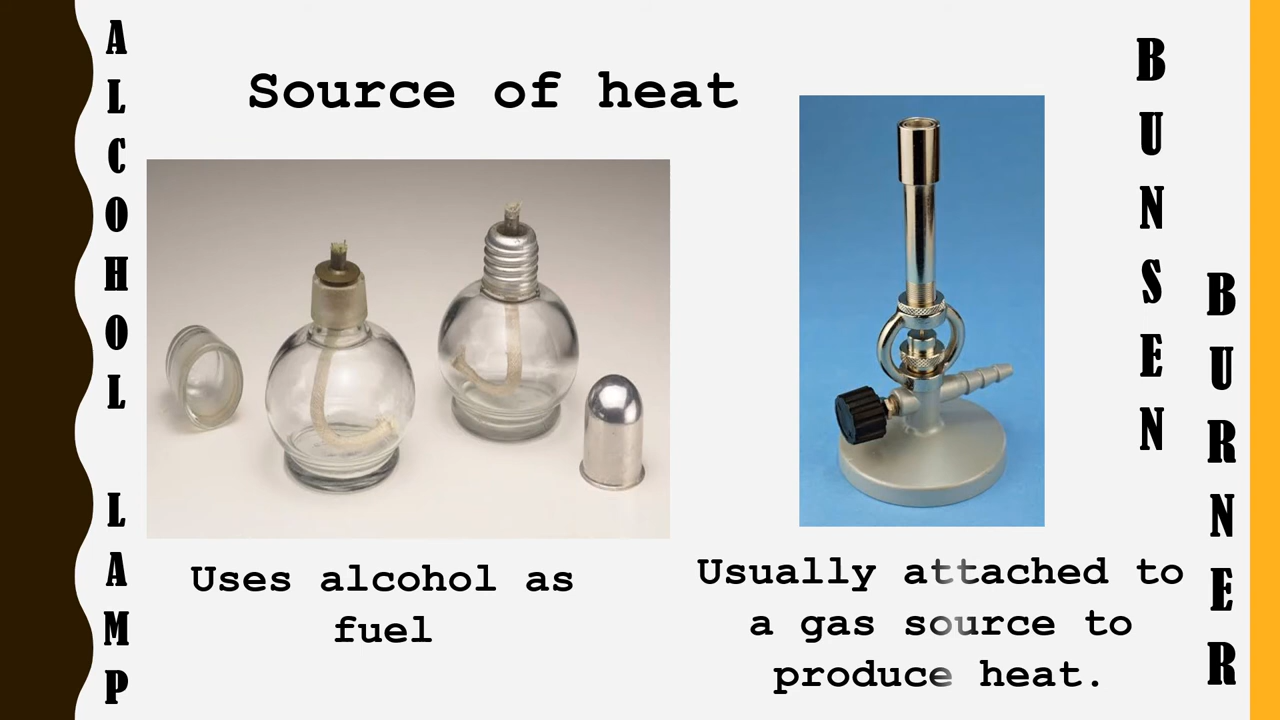 ALCOHOL LAMP
Source of heat
Uses alcohol as
fuel
BUNSEN
BURNER
Usually attached to
a gas source to
produce heat.